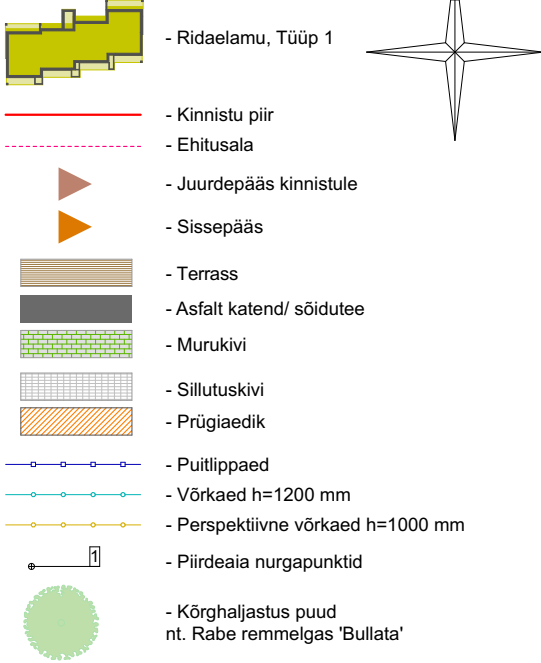 - Ridaelamu, Tüüp 1
- Kinnistu piir
- Ehitusala
- Juurdepääs kinnistule
- Sissepääs
- Terrass
- Asfalt katend/ sõidutee
- Murukivi
- Sillutuskivi
- Prügiaedik
- Puitlippaed
- Võrkaed h=1200 mm
- Perspektiivne võrkaed h=1000 mm
1
- Piirdeaia nurgapunktid
- Kõrghaljastus puud
nt. Rabe remmelgas 'Bullata'